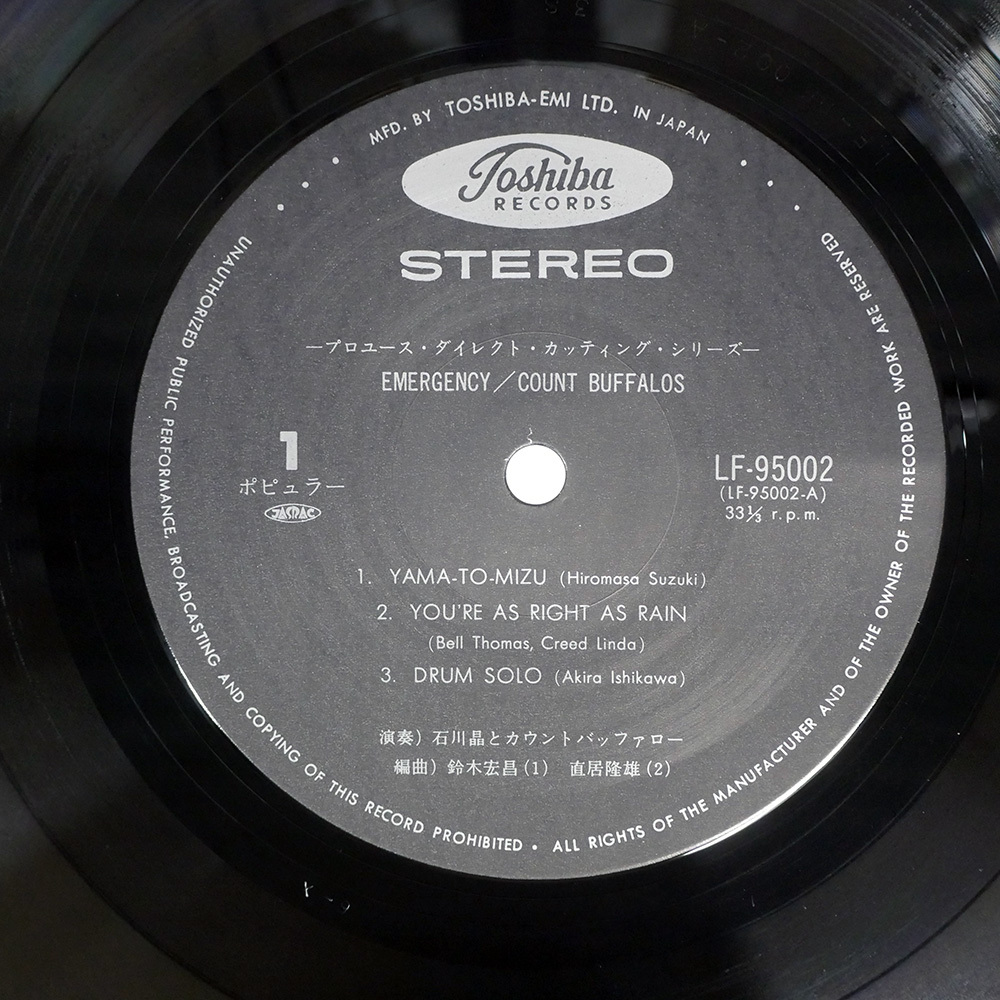 MFD. BY TOSHIBA-EMI LTD. IN JAPAN
Toshiba
RECORDS
STEREO
—プロユース・ダイレクト・カッティング・シリーズ—
EMERGENCY／COUNT BUFFALOS
1
ポピュラー
JASRAC
LF-95002
(LF-95002-A)
33⅓ r.p.m.
1. YAMA-TO-MIZU (Hiromasa Suzuki)
2. YOU'RE AS RIGHT AS RAIN
(Bell Thomas, Creed Linda)
3. DRUM SOLO (Akira Ishikawa)
演奏) 石川晶とカウントバッファロー
編曲) 鈴木宏昌(1) 直居隆雄(2)
UNAUTHORIZED PUBLIC PERFORMANCE, BROADCASTING AND COPYING OF THIS RECORD PROHIBITED • ALL RIGHTS OF THE MANUFACTURER AND OF THE OWNER OF THE RECORDED WORK ARE RESERVED